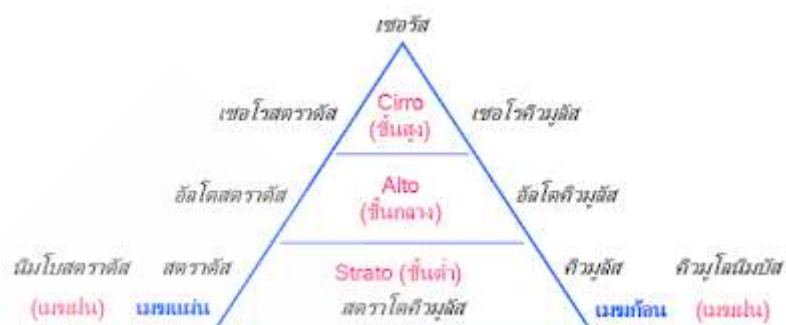 เซอรัส
เซอโรสตราตัส Cirro เซอโรคิวมูลัส
(ชั้นสูง)
อัลโตสตราตัส Alto อัลโตคิวมูลัส
(ชั้นกลาง)
นิมโบสตราตัส สตราตัส Strato (ชั้นต่ำ) คิวมูลัส คิวมูโลนิมบัส
(เมฆฝน) เมฆแผ่น สตราโตคิวมูลัส เมฆก้อน (เมฆฝน)